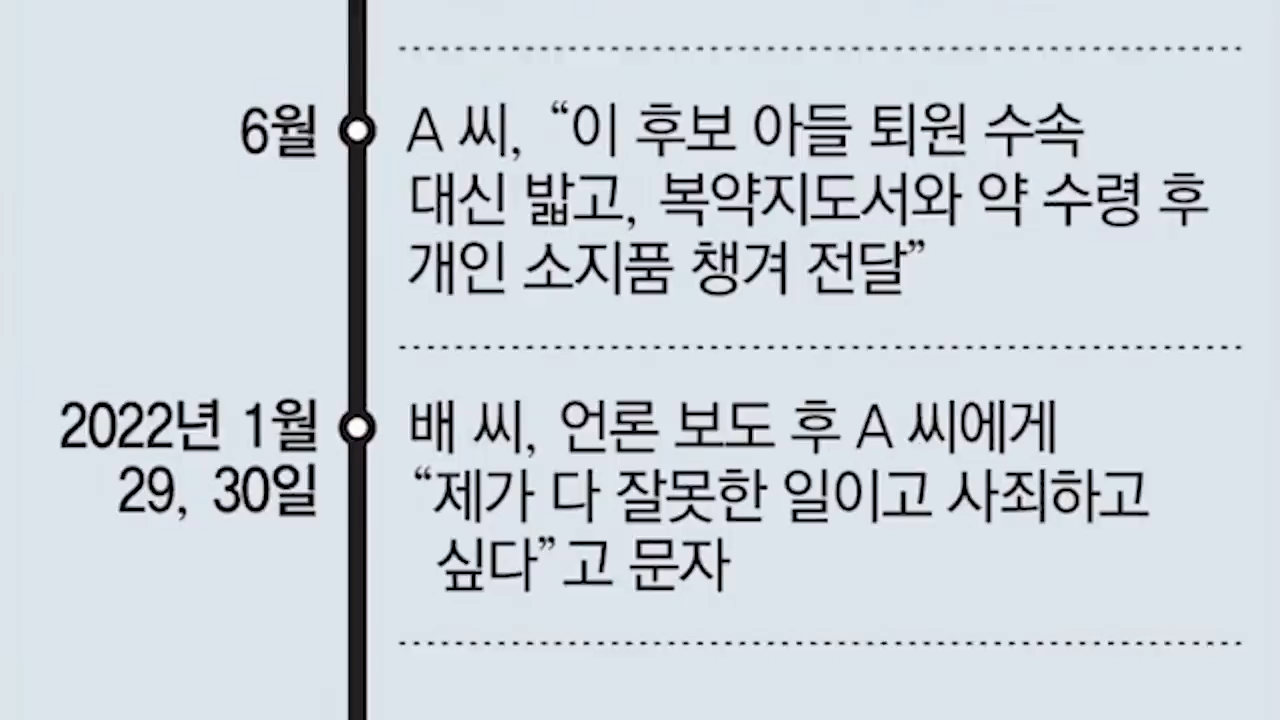 6월
A 씨, “이 후보 아들 퇴원 수속
대신 밟고, 복약지도서와 약 수령 후
개인 소지품 챙겨 전달”
2022년 1월
29, 30일
배 씨, 언론 보도 후 A 씨에게
“제가 다 잘못한 일이고 사죄하고
싶다”고 문자